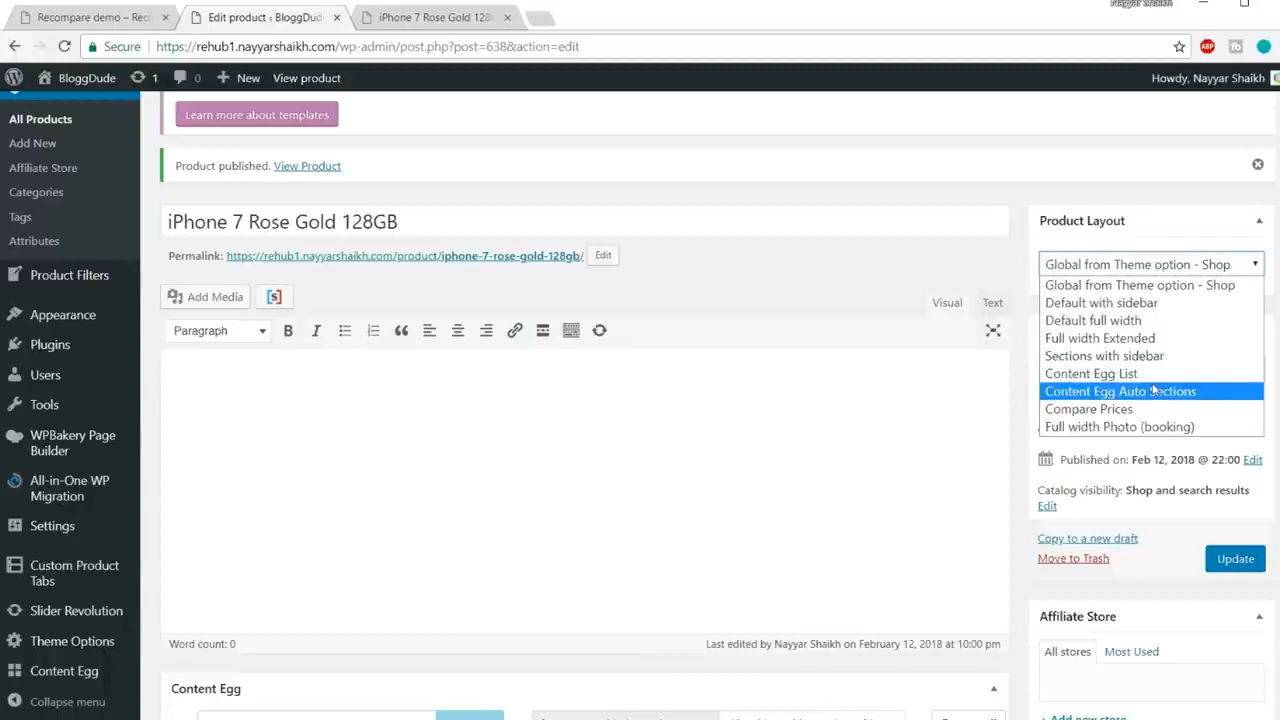 Nayyar Shaikh
Recompare demo – Rec
Edit product ‹ BloggDud
iPhone 7 Rose Gold 128G
Secure
https://rehub1.nayyarshaikh.com/wp-admin/post.php?post=638&action=edit
ABP
BloggDude
1
0
New
View product
Howdy, Nayyar Shaikh
All Products
Add New
Affiliate Store
Categories
Tags
Attributes
Product Filters
Appearance
Plugins
Users
Tools
WPBakery Page
Builder
All-in-One WP
Migration
Settings
Custom Product
Tabs
Slider Revolution
Theme Options
Content Egg
Collapse menu
Learn more about templates
Product published. View Product
iPhone 7 Rose Gold 128GB
Permalink: https://rehub1.nayyarshaikh.com/product/iphone-7-rose-gold-128gb/
Edit
Add Media
[S]
Visual
Text
Paragraph
B
I
Word count: 0
Last edited by Nayyar Shaikh on February 12, 2018 at 10:00 pm
Content Egg
Product Layout
Global from Theme option - Shop
Global from Theme option - Shop
Default with sidebar
Default full width
Full width Extended
Sections with sidebar
Content Egg List
Content Egg Auto Sections
Compare Prices
Full width Photo (booking)
Published on: Feb 12, 2018 @ 22:00 Edit
Catalog visibility: Shop and search results
Edit
Copy to a new draft
Move to Trash
Update
Affiliate Store
All stores
Most Used
+ Add new store